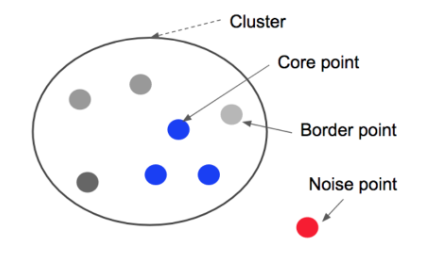 Cluster
Core point
Border point
Noise point